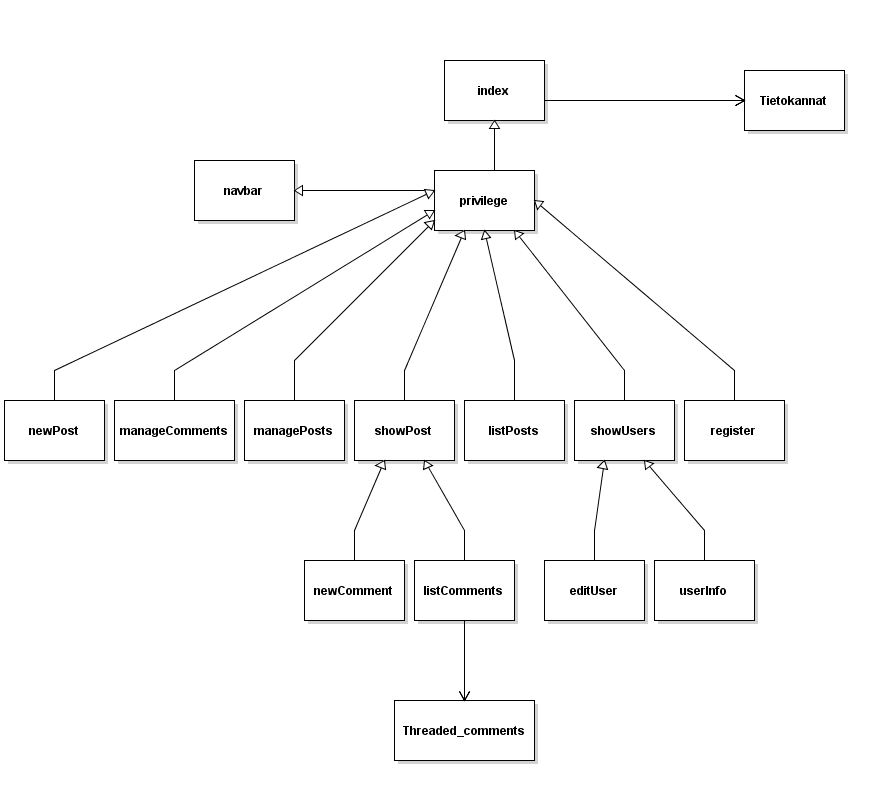 index
Tietokannat
navbar
privilege
newPost
manageComments
managePosts
showPost
listPosts
showUsers
register
newComment
listComments
editUser
userInfo
Threaded_comments